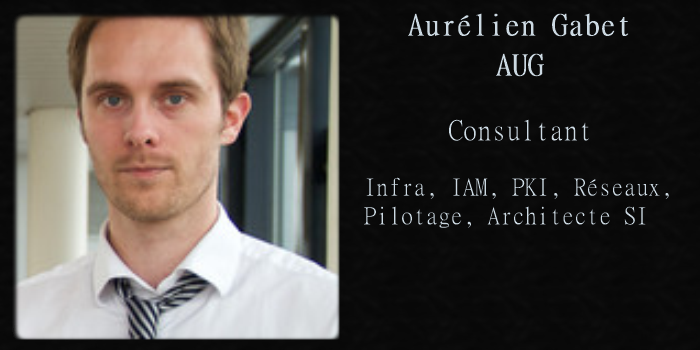 Aurélien Gabet
AUG
Consultant
Infra, IAM, PKI, Réseaux,
Pilotage, Architecte SI